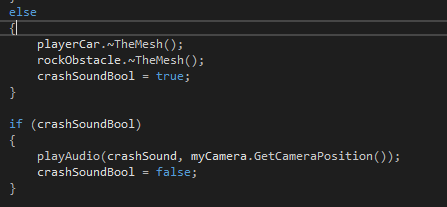 else
{
playerCar.~TheMesh();
rockObstacle.~TheMesh();
crashSoundBool = true;
}
if (crashSoundBool)
{
playAudio(crashSound, myCamera.GetCameraPosition());
crashSoundBool = false;
}